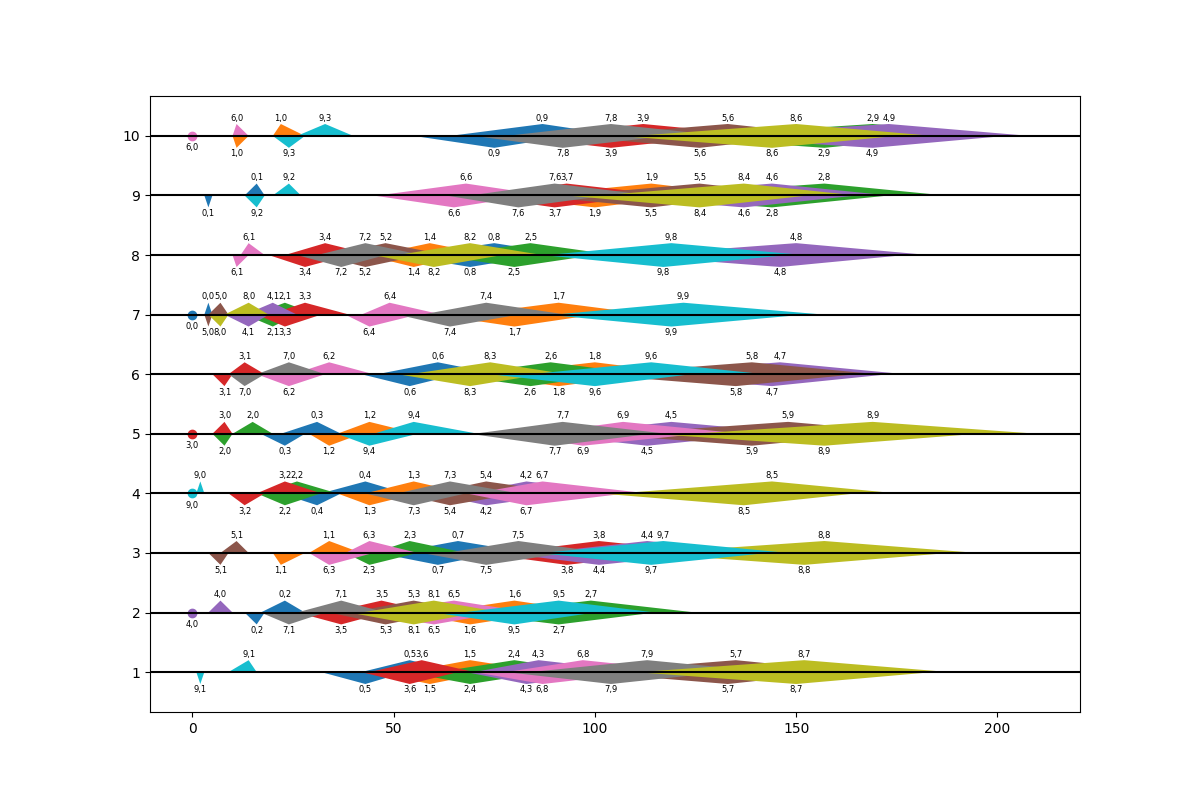 6,0 1,0 9,3 0,9 7,8 3,9 5,6 8,6 2,9 4,9
10
6,0 1,0 9,3 0,9 7,8 3,9 5,6 8,6 2,9 4,9
0,1 9,2 6,6 7,6 3,7 1,9 5,5 8,4 4,6 2,8
9
0,1 9,2 6,6 7,6 3,7 1,9 5,5 8,4 4,6 2,8
6,1 3,4 7,2 5,2 1,4 8,2 0,8 2,5 9,8 4,8
8
6,1 3,4 7,2 5,2 1,4 8,2 0,8 2,5 9,8 4,8
0,0 5,0 8,0 4,1 2,1 3,3 6,4 7,4 1,7 9,9
7
0,0 5,0 8,0 4,1 2,1 3,3 6,4 7,4 1,7 9,9
3,1 7,0 6,2 0,6 8,3 2,6 1,8 9,6 5,8 4,7
6
3,1 7,0 6,2 0,6 8,3 2,6 1,8 9,6 5,8 4,7
3,0 2,0 0,3 1,2 9,4 7,7 6,9 4,5 5,9 8,9
5
3,0 2,0 0,3 1,2 9,4 7,7 6,9 4,5 5,9 8,9
9,0 3,2 2,2 0,4 1,3 7,3 5,4 4,2 6,7 8,5
4
9,0 3,2 2,2 0,4 1,3 7,3 5,4 4,2 6,7 8,5
5,1 1,1 6,3 2,3 0,7 7,5 3,8 4,4 9,7 8,8
3
5,1 1,1 6,3 2,3 0,7 7,5 3,8 4,4 9,7 8,8
4,0 0,2 7,1 3,5 5,3 8,1 6,5 1,6 9,5 2,7
2
4,0 0,2 7,1 3,5 5,3 8,1 6,5 1,6 9,5 2,7
9,1 0,5 3,6 1,5 2,4 4,3 6,8 7,9 5,7 8,7
1
9,1 0,5 3,6 1,5 2,4 4,3 6,8 7,9 5,7 8,7
0 50 100 150 200